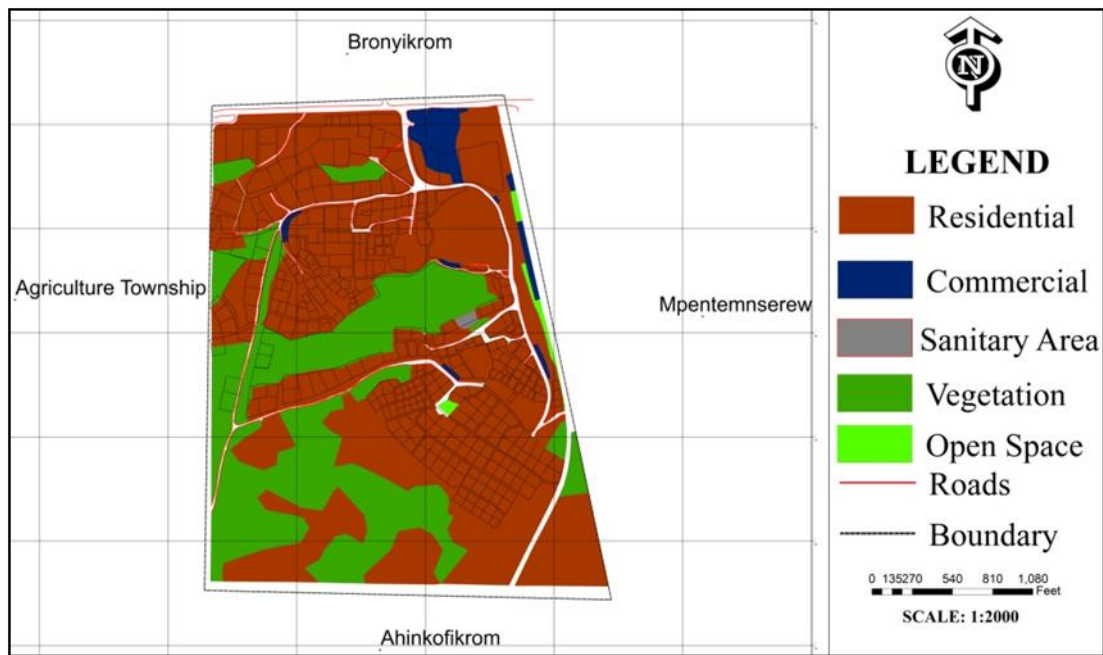 Bronyikrom
Agriculture Township
Mpentemnserew
Ahinkofikrom
N
LEGEND
Residential
Commercial
Sanitary Area
Vegetation
Open Space
Roads
Boundary
0 135270 540 810 1,080
Feet
SCALE: 1:2000